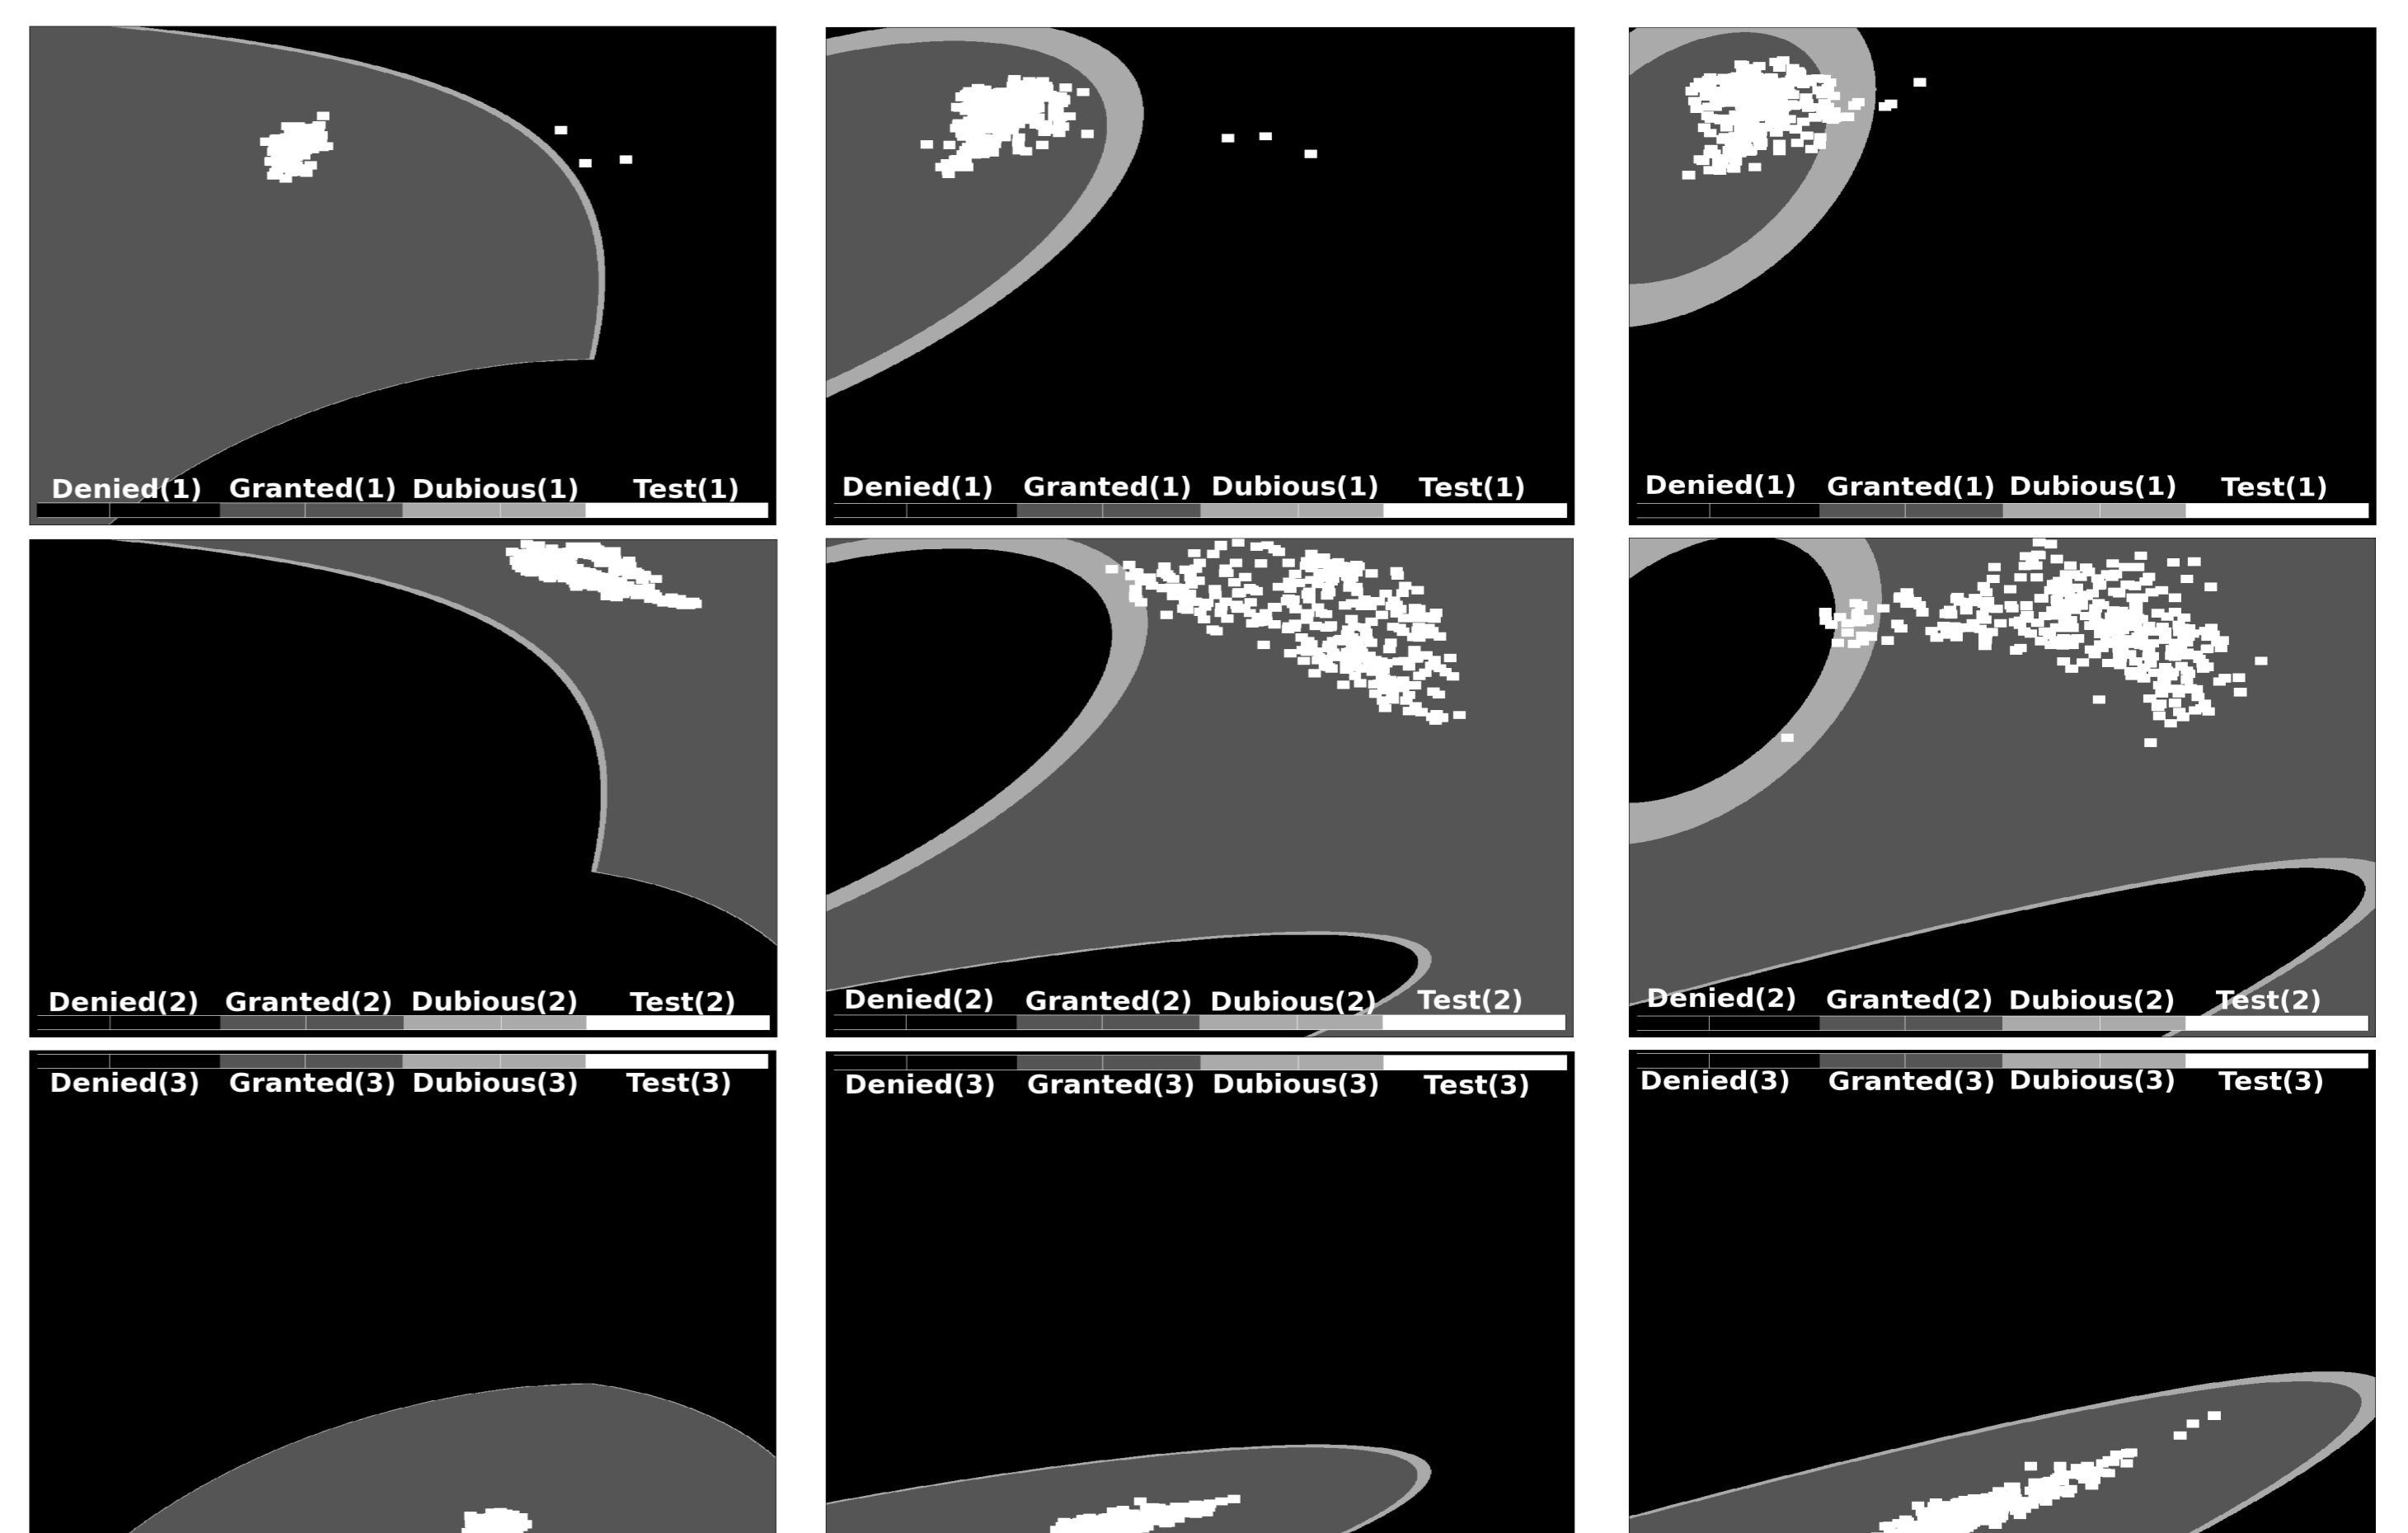 Denied(1) Granted(1) Dubious(1) Test(1)
Denied(1) Granted(1) Dubious(1) Test(1)
Denied(1) Granted(1) Dubious(1) Test(1)
Denied(2) Granted(2) Dubious(2) Test(2)
Denied(2) Granted(2) Dubious(2) Test(2)
Denied(2) Granted(2) Dubious(2) Test(2)
Denied(3) Granted(3) Dubious(3) Test(3)
Denied(3) Granted(3) Dubious(3) Test(3)
Denied(3) Granted(3) Dubious(3) Test(3)